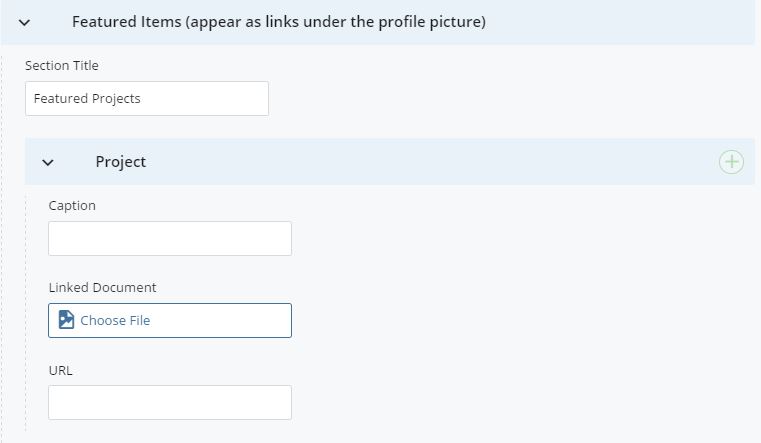 Featured Items (appear as links under the profile picture)
Section Title
Featured Projects
Project
Caption
Linked Document
Choose File
URL